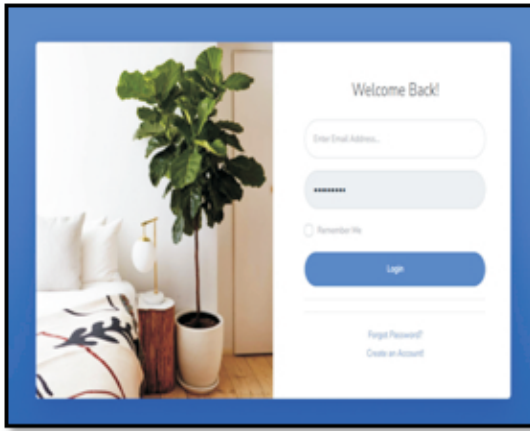 Welcome Back!
Enter Email Address...
••••••••
Remember Me
Login
Forgot Password?
Create an Account!